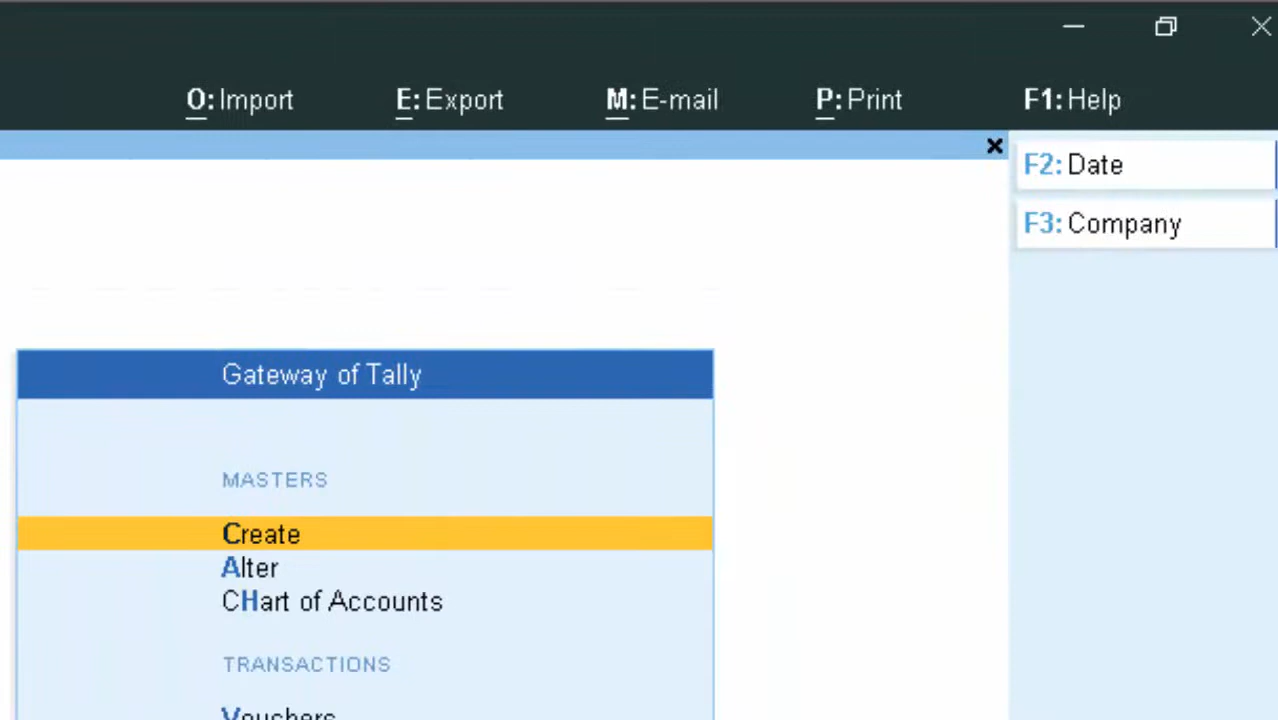 O: Import E: Export M: E-mail P: Print F1: Help
F2: Date
F3: Company
Gateway of Tally
MASTERS
Create
Alter
CHart of Accounts
TRANSACTIONS
Vouchers